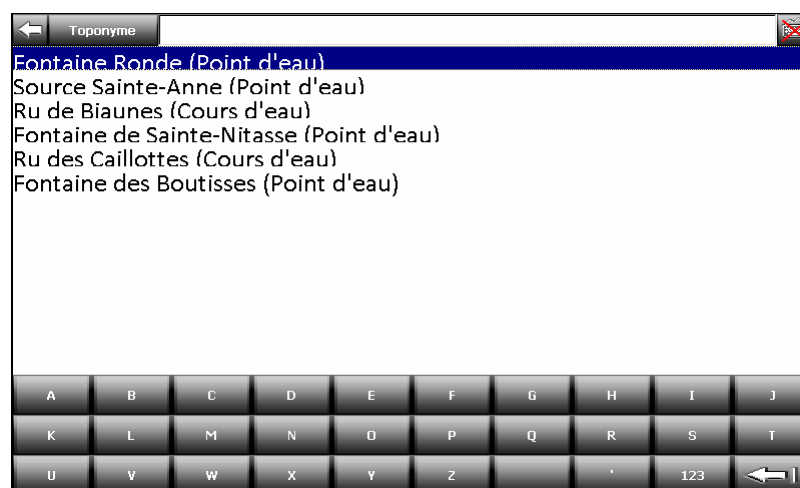 Toponyme
Fontaine Ronde (Point d'eau)
Source Sainte-Anne (Point d'eau)
Ru de Biaunes (Cours d'eau)
Fontaine de Sainte-Nitasse (Point d'eau)
Ru des Caillottes (Cours d'eau)
Fontaine des Boutisses (Point d'eau)
A B C D E F G H I J
K L M N O P Q R S T
U V W X Y Z ' 123